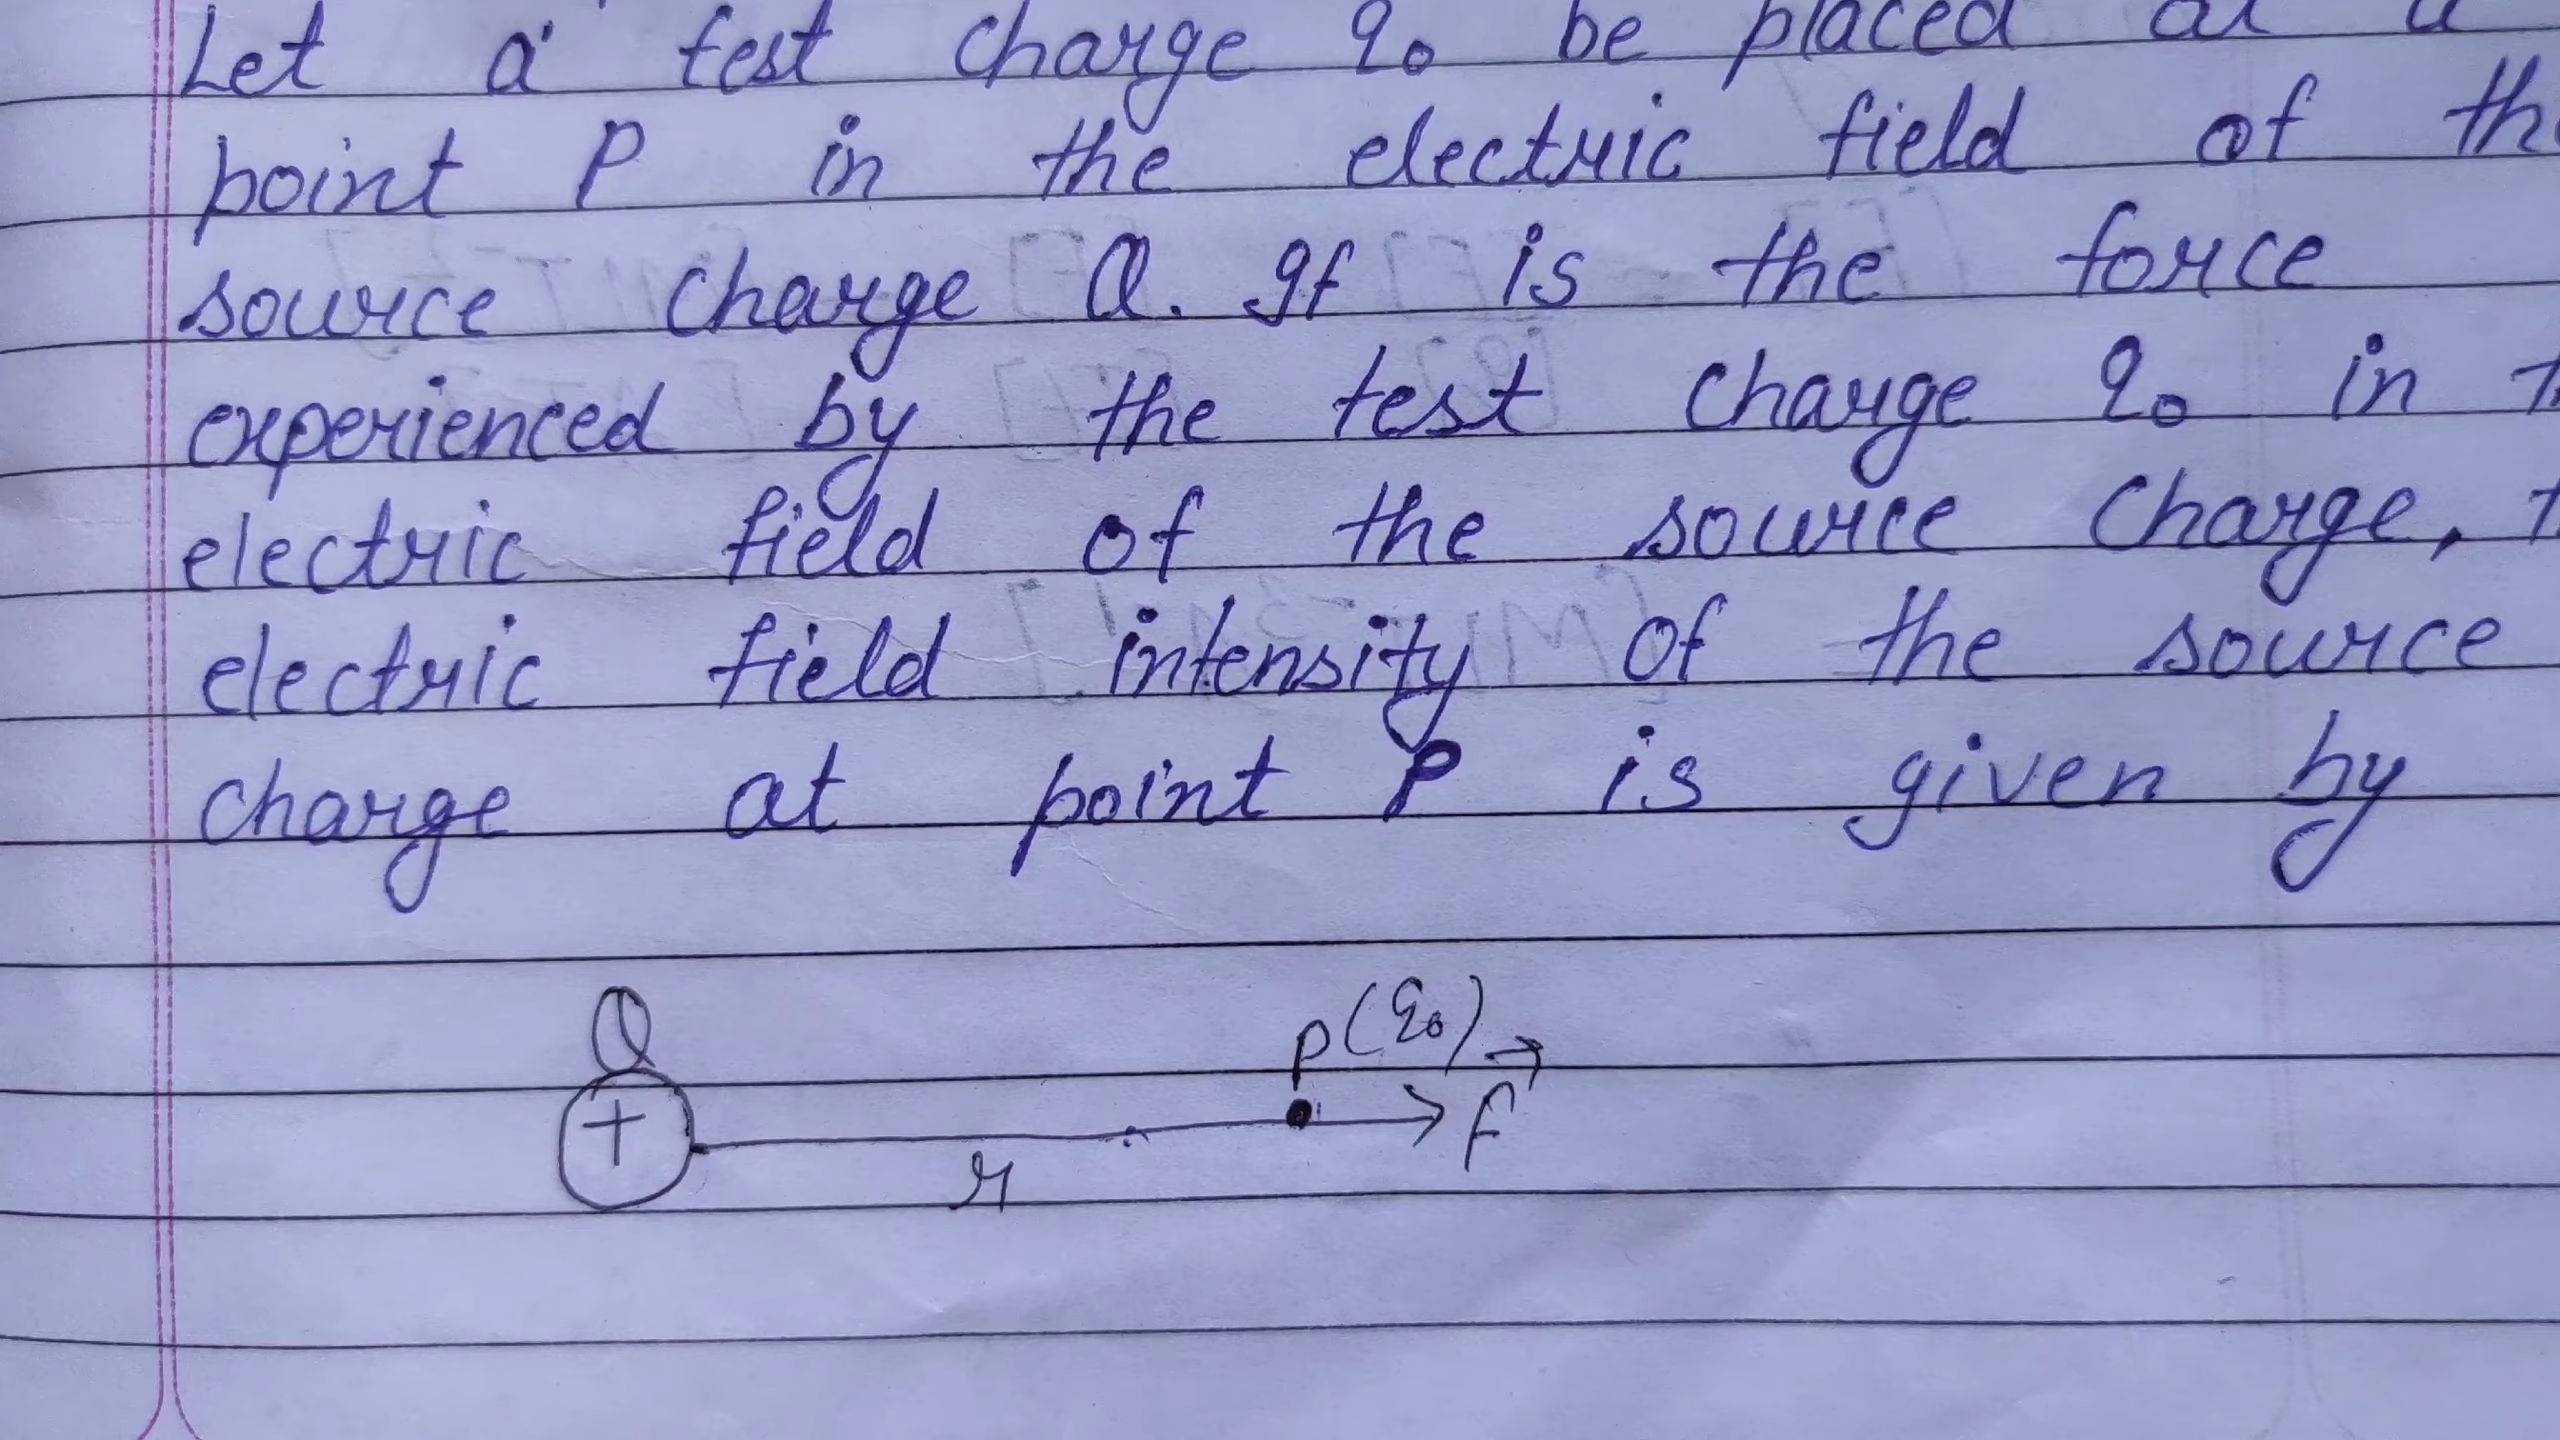 Let a test charge q₀ be placed at a
point P in the electric field of
source charge Q. If is the force
experienced by the test charge q₀ in
electric field of the source charge,
electric field intensity of the source
charge at point P is given by
Q
P(q₀)
+
r
F